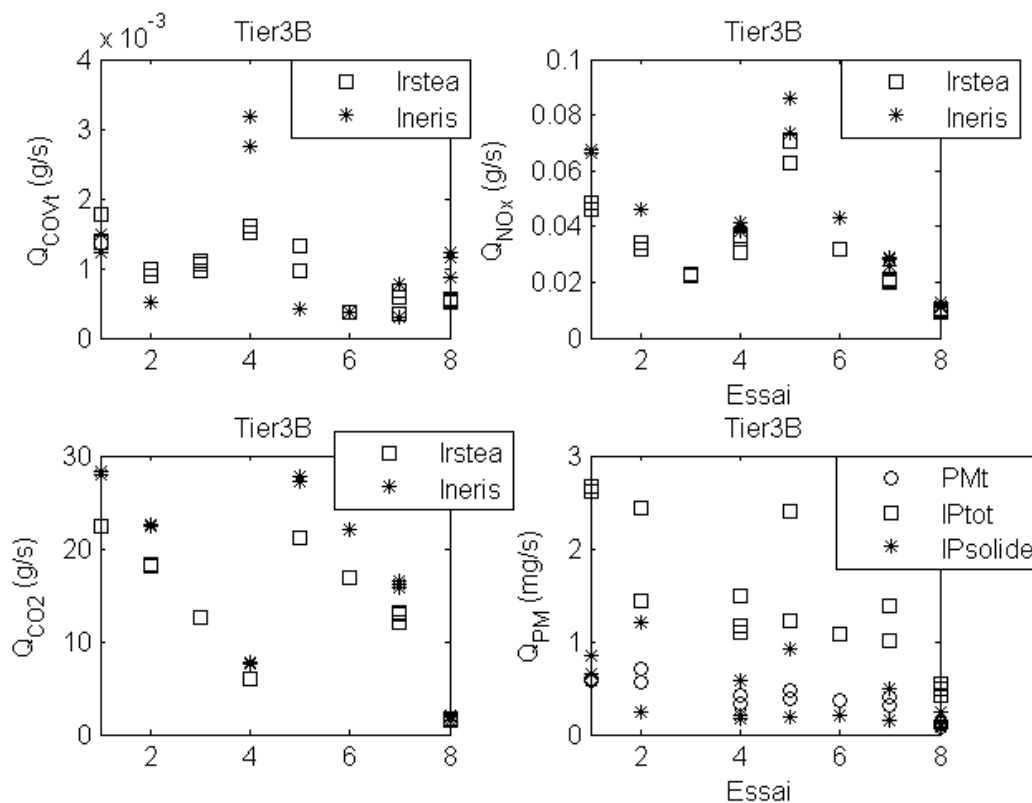 x 10^-3
Tier3B
4
3
2
1
0
Q_COVt (g/s)
2 4 6 8
Irstea
Ineris
Tier3B
0.1
0.08
0.06
0.04
0.02
0
Q_NOx (g/s)
2 4 6 8
Essai
Irstea
Ineris
Tier3B
30
20
10
0
Q_CO2 (g/s)
2 4 6 8
Irstea
Ineris
Tier3B
3
2
1
0
Q_PM (mg/s)
2 4 6 8
Essai
PMt
IPtot
IPsolide